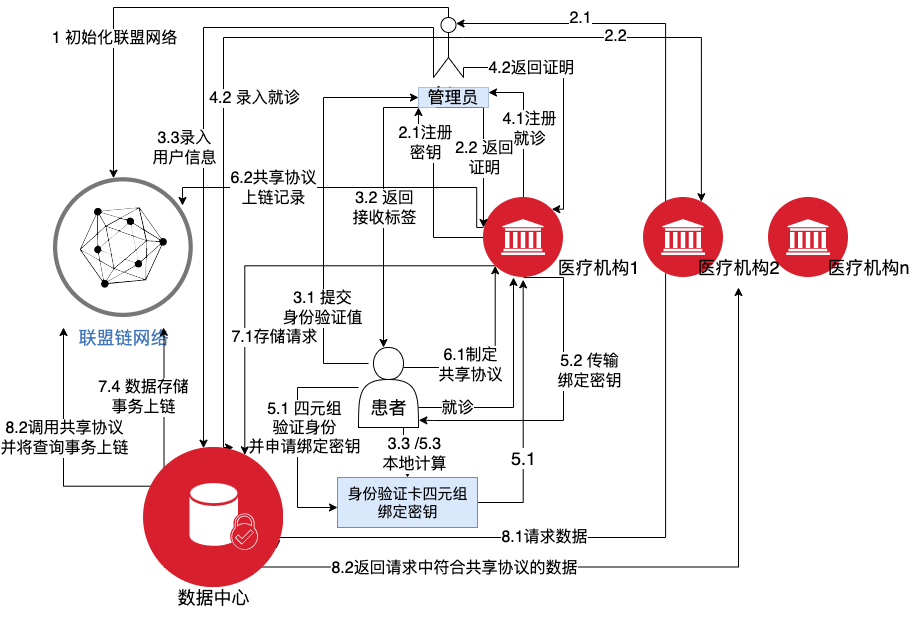 2.1
1 初始化联盟网络
2.2
4.2返回证明
管理员
4.2 录入就诊
4.1注册
就诊
3.3录入
用户信息
2.1注册
密钥
2.2 返回
证明
6.2共享协议
上链记录
3.2 返回
接收标签
医疗机构1
医疗机构2
医疗机构n
3.1 提交
身份验证值
联盟链网络
7.1存储请求
6.1制定
共享协议
5.2 传输
绑定密钥
7.4 数据存储
事务上链
患者
就诊
5.1 四元组
验证身份
并申请绑定密钥
8.2调用共享协议
并将查询事务上链
3.3 /5.3
本地计算
5.1
身份验证卡四元组
绑定密钥
8.1请求数据
8.2返回请求中符合共享协议的数据
数据中心